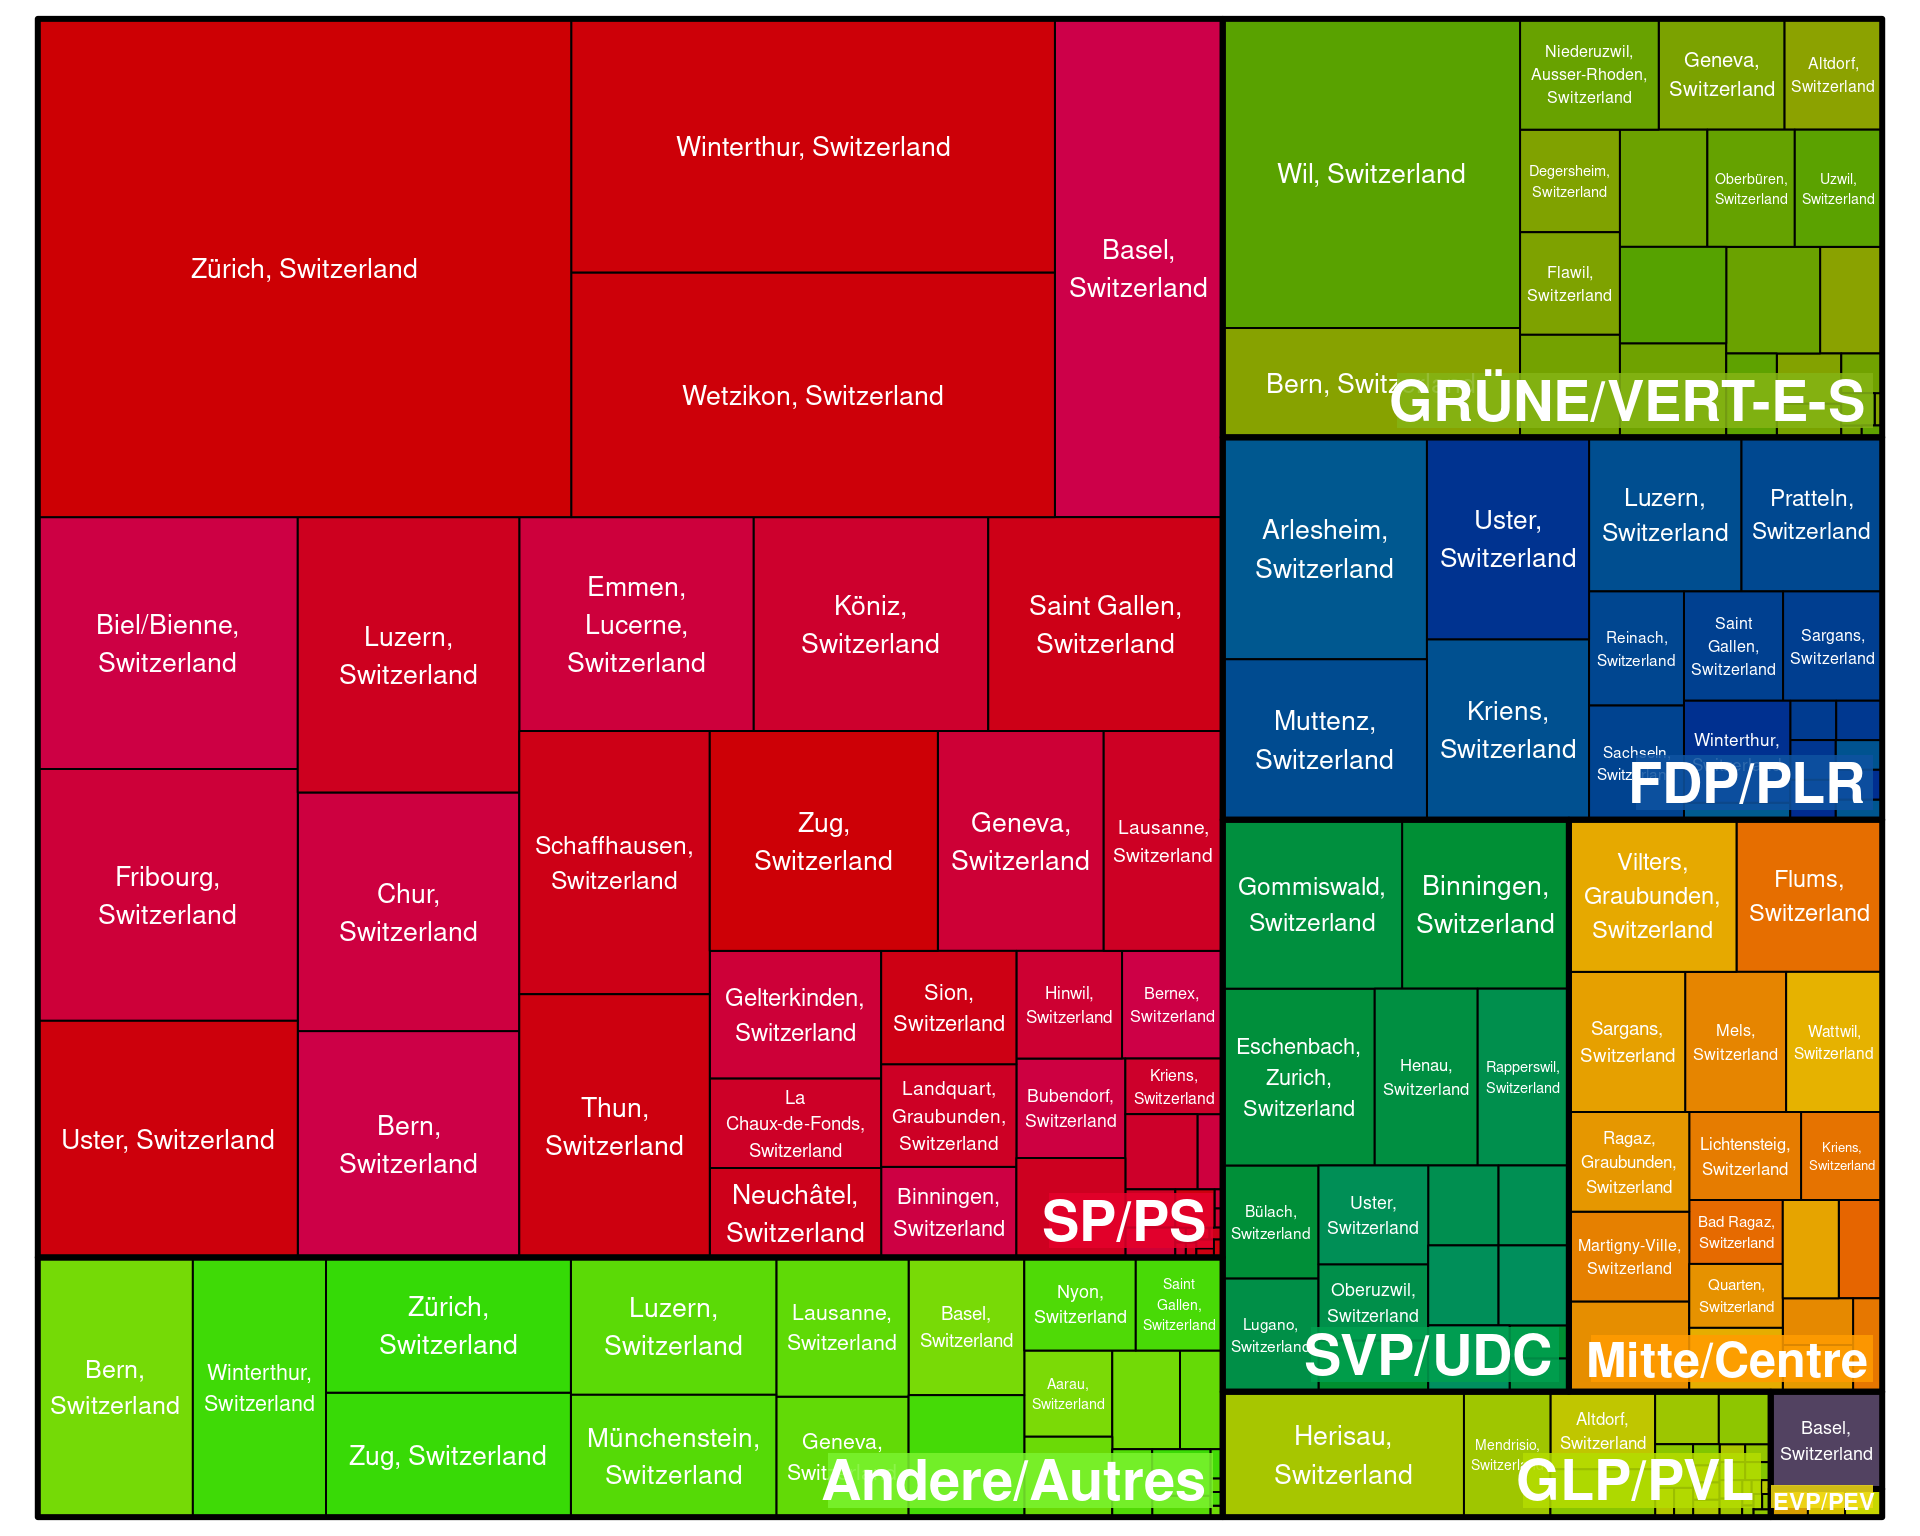 Zürich, Switzerland
Winterthur, Switzerland
Wetzikon, Switzerland
Basel,
Switzerland
Biel/Bienne,
Switzerland
Fribourg,
Switzerland
Uster, Switzerland
Luzern,
Switzerland
Chur,
Switzerland
Bern,
Switzerland
Emmen,
Lucerne,
Switzerland
Köniz,
Switzerland
Saint Gallen,
Switzerland
Schaffhausen,
Switzerland
Thun,
Switzerland
Zug,
Switzerland
Geneva,
Switzerland
Lausanne,
Switzerland
Gelterkinden,
Switzerland
La
Chaux-de-Fonds,
Switzerland
Neuchâtel,
Switzerland
Sion,
Switzerland
Landquart,
Graubunden,
Switzerland
Binningen,
Switzerland
Hinwil,
Switzerland
Bernex,
Switzerland
Bubendorf,
Switzerland
Kriens,
Switzerland
SP/PS
Bern,
Switzerland
Winterthur,
Switzerland
Zürich,
Switzerland
Zug, Switzerland
Luzern,
Switzerland
Münchenstein,
Switzerland
Lausanne,
Switzerland
Geneva,
Switzerland
Basel,
Switzerland
Nyon,
Switzerland
Saint
Gallen,
Switzerland
Aarau,
Switzerland
Andere/Autres
Wil, Switzerland
Bern, Switzerland
Niederuzwil,
Ausser-Rhoden,
Switzerland
Geneva,
Switzerland
Altdorf,
Switzerland
Degersheim,
Switzerland
Oberbüren,
Switzerland
Uzwil,
Switzerland
Flawil,
Switzerland
GRÜNE/VERT-E-S
Arlesheim,
Switzerland
Muttenz,
Switzerland
Uster,
Switzerland
Kriens,
Switzerland
Luzern,
Switzerland
Pratteln,
Switzerland
Reinach,
Switzerland
Saint
Gallen,
Switzerland
Sargans,
Switzerland
Sachseln,
Switzerland
Winterthur,
Switzerland
FDP/PLR
Gommiswald,
Switzerland
Binningen,
Switzerland
Eschenbach,
Zurich,
Switzerland
Henau,
Switzerland
Rapperswil,
Switzerland
Bülach,
Switzerland
Lugano,
Switzerland
Uster,
Switzerland
Oberuzwil,
Switzerland
SVP/UDC
Vilters,
Graubunden,
Switzerland
Flums,
Switzerland
Sargans,
Switzerland
Mels,
Switzerland
Wattwil,
Switzerland
Ragaz,
Graubunden,
Switzerland
Lichtensteig,
Switzerland
Kriens,
Switzerland
Martigny-Ville,
Switzerland
Bad Ragaz,
Switzerland
Quarten,
Switzerland
Mitte/Centre
Herisau,
Switzerland
Mendrisio,
Switzerland
Altdorf,
Switzerland
GLP/PVL
Basel,
Switzerland
EVP/PEV